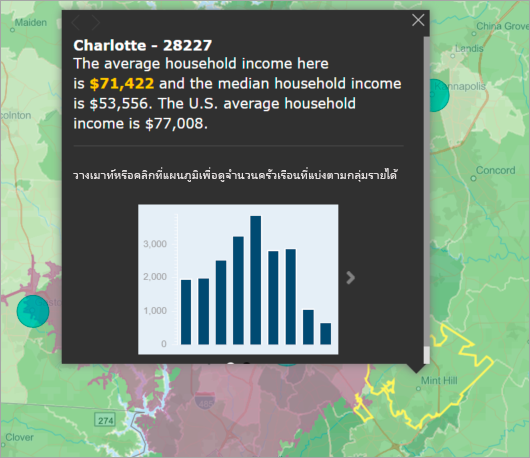 Maiden
China Grove
Landis
Kannapolis
Charlotte - 28227
The average household income here
is $71,422 and the median household income
is $53,556. The U.S. average household
income is $77,008.
วางเมาท์หรือคลิกที่แผนภูมิเพื่อดูจำนวนครัวเรือนที่แบ่งตามกลุ่มรายได้
Concord
3,000
2,000
1,000
0
Mint Hill
274
Clover